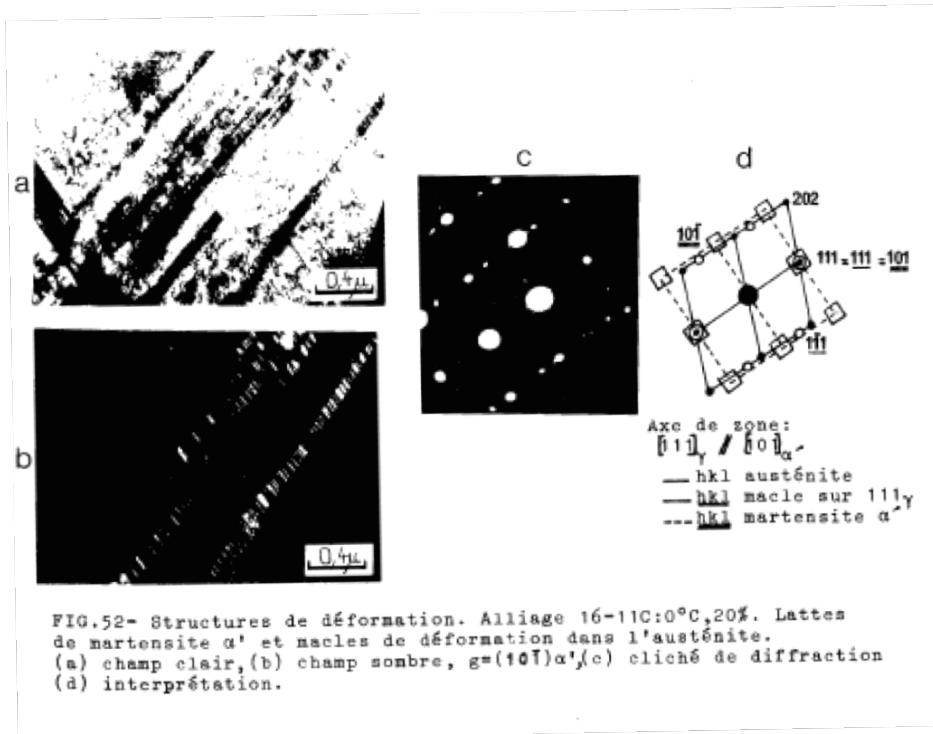 a
0,4μ
b
0,4μ
c
d
202
101̄
111 = 111 = 101
11̄1
Axe de zone:
[111]γ // [101]α′
hkl austénite
hkl macle sur 111γ
hkl martensite α′
FIG.52- Structures de déformation. Alliage 16-11C:0°C,20%. Lattes
de martensite α' et macles de déformation dans l'austénite.
(a) champ clair,(b) champ sombre, g=(101̄)α',(c) cliché de diffraction
(d) interprétation.